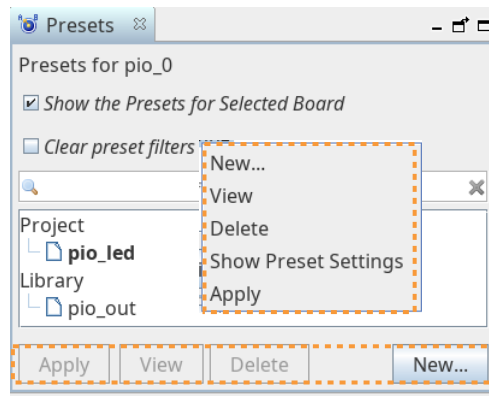 Presets
Presets for pio_0
Show the Presets for Selected Board
Clear preset filters
New...
View
Delete
Show Preset Settings
Apply
Project
pio_led
Library
pio_out
Apply View Delete New...